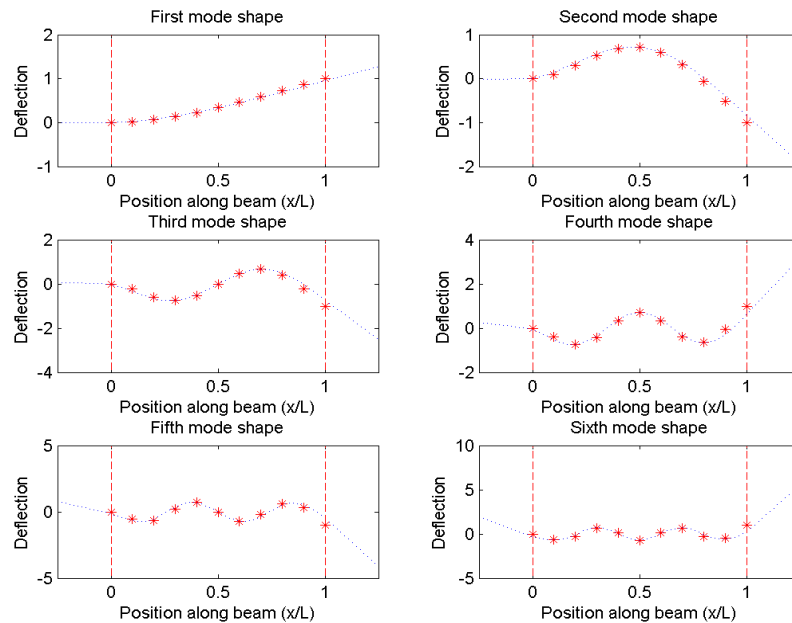 First mode shape
2
1
0
-1
Deflection
0
0.5
1
Position along beam (x/L)
Second mode shape
2
1
0
-1
-2
Deflection
0
0.5
1
Position along beam (x/L)
Third mode shape
2
0
-2
-4
Deflection
0
0.5
1
Position along beam (x/L)
Fourth mode shape
4
2
0
-2
Deflection
0
0.5
1
Position along beam (x/L)
Fifth mode shape
5
0
-5
Deflection
0
0.5
1
Position along beam (x/L)
Sixth mode shape
10
5
0
-5
Deflection
0
0.5
1
Position along beam (x/L)